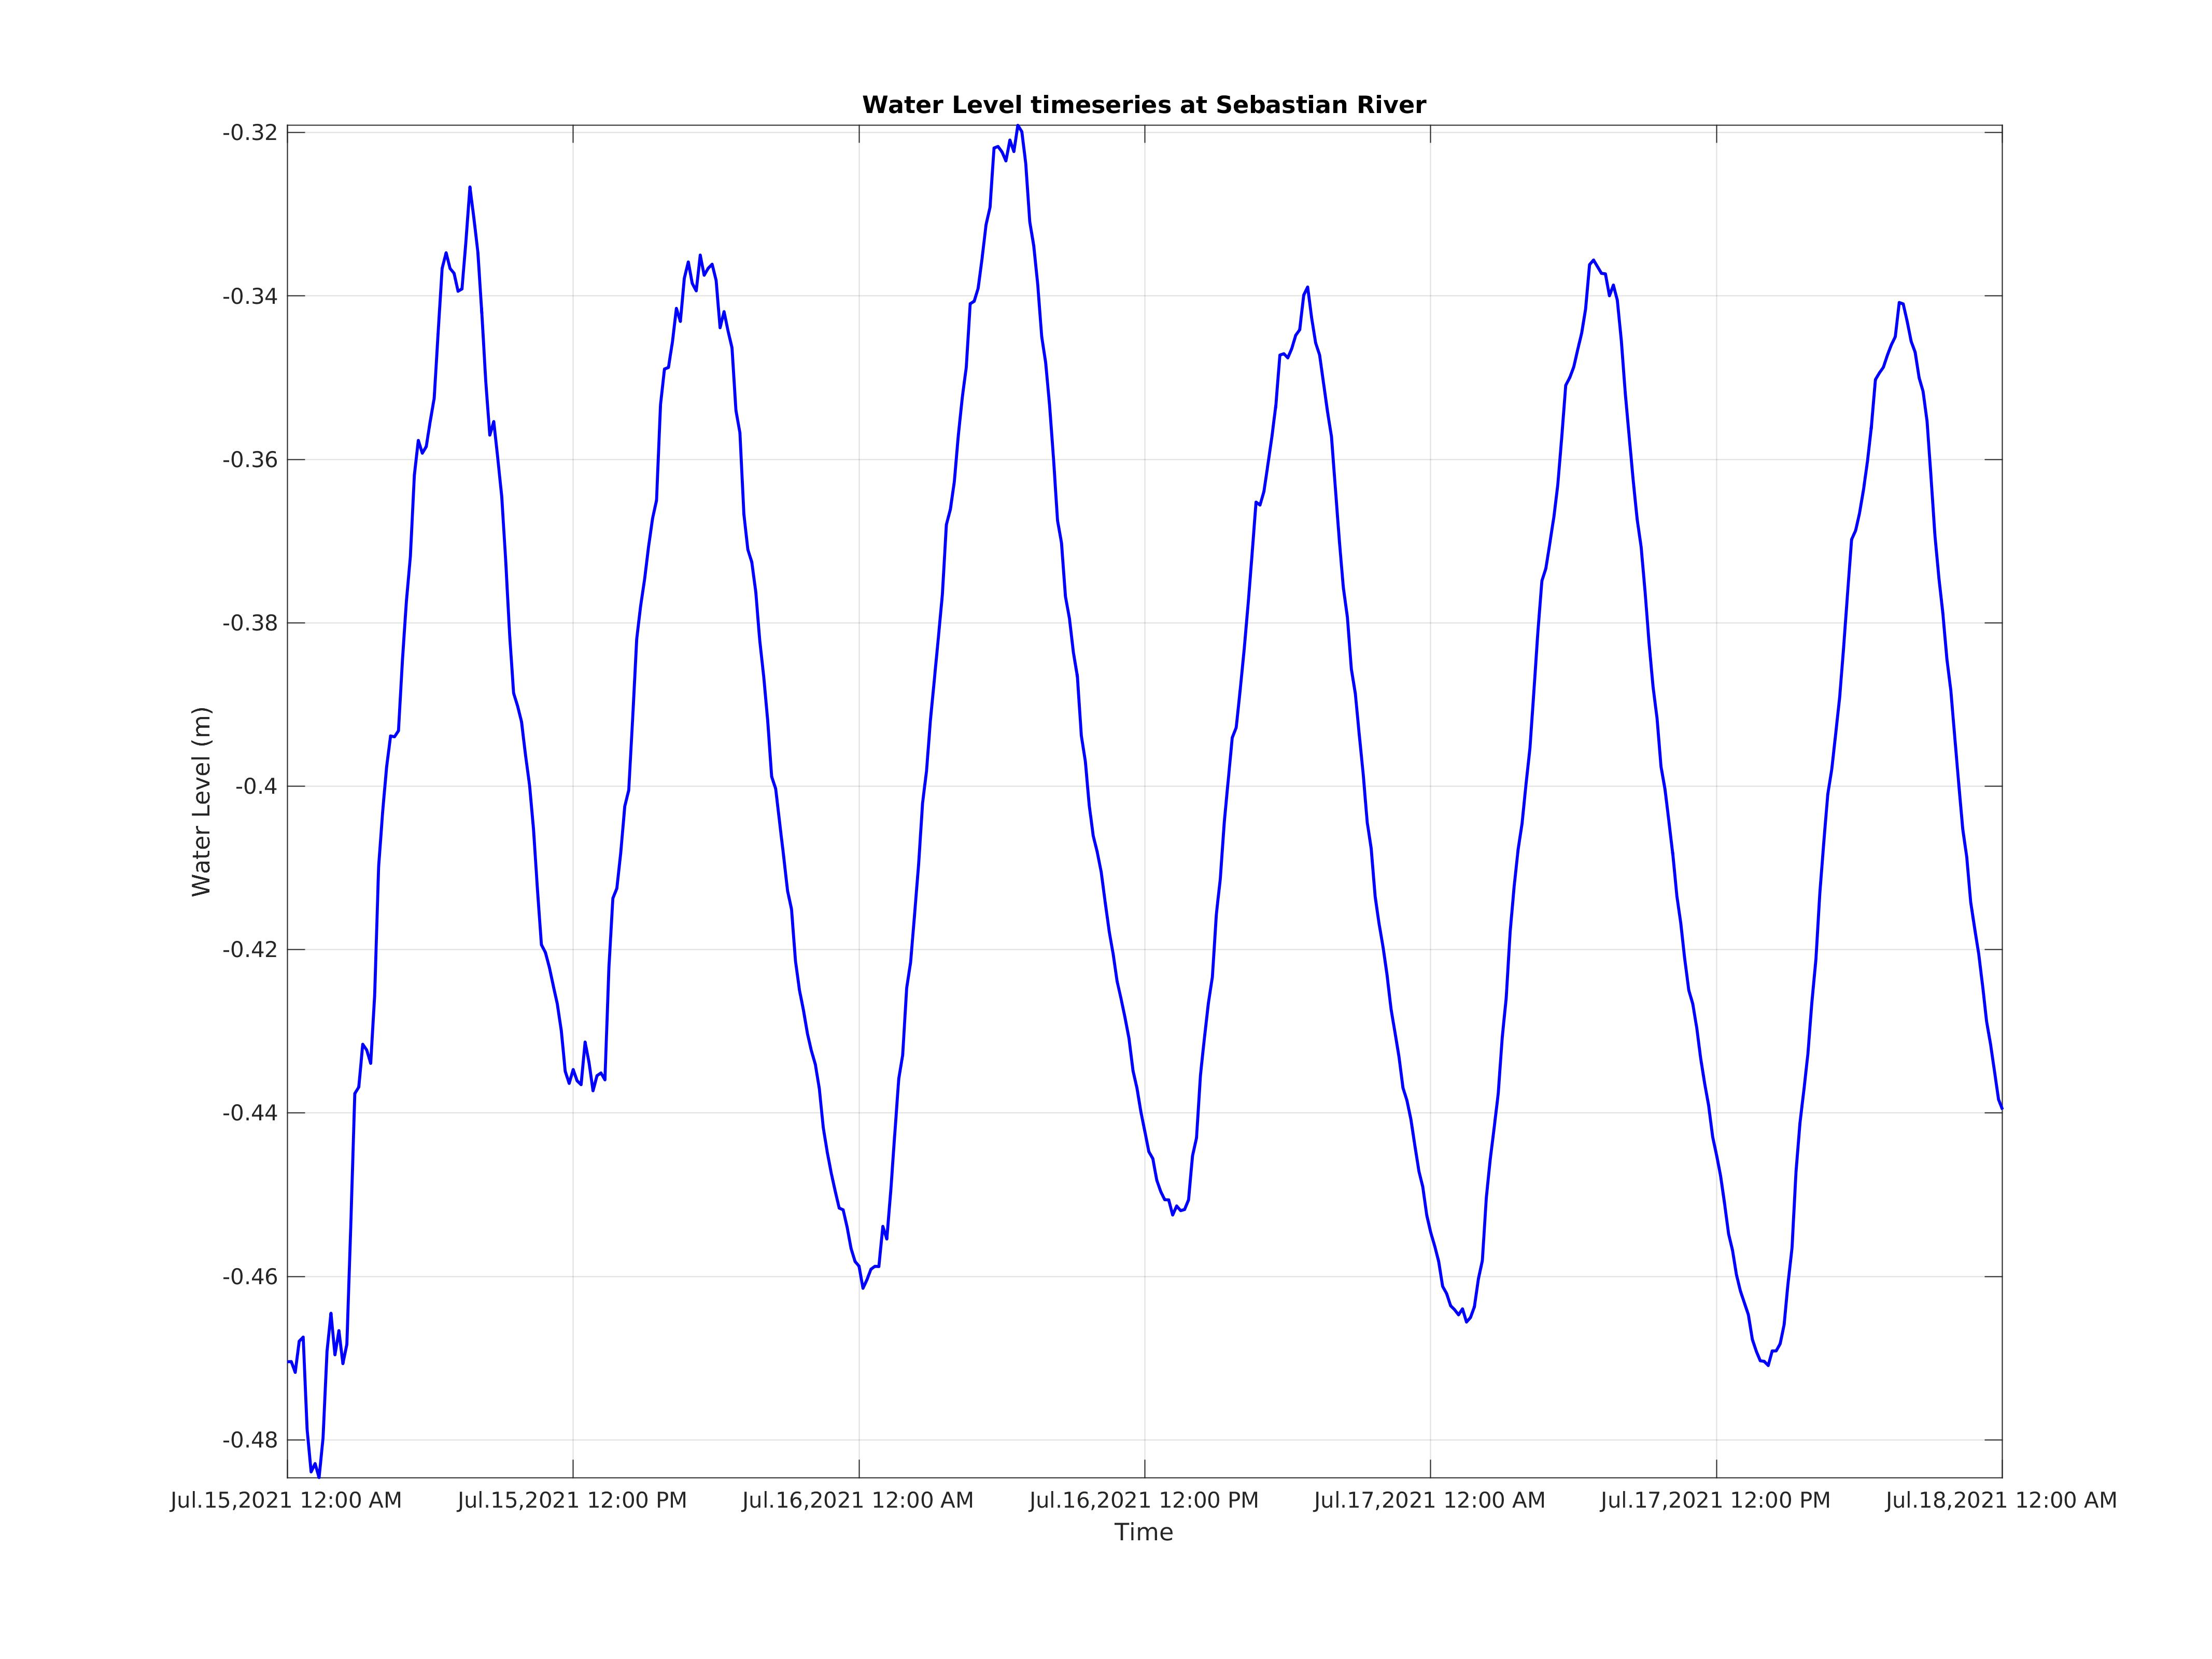 Water Level timeseries at Sebastian River
-0.32
-0.34
-0.36
-0.38
-0.4
-0.42
-0.44
-0.46
-0.48
Water Level (m)
Jul.15,2021 12:00 AM
Jul.15,2021 12:00 PM
Jul.16,2021 12:00 AM
Jul.16,2021 12:00 PM
Jul.17,2021 12:00 AM
Jul.17,2021 12:00 PM
Jul.18,2021 12:00 AM
Time